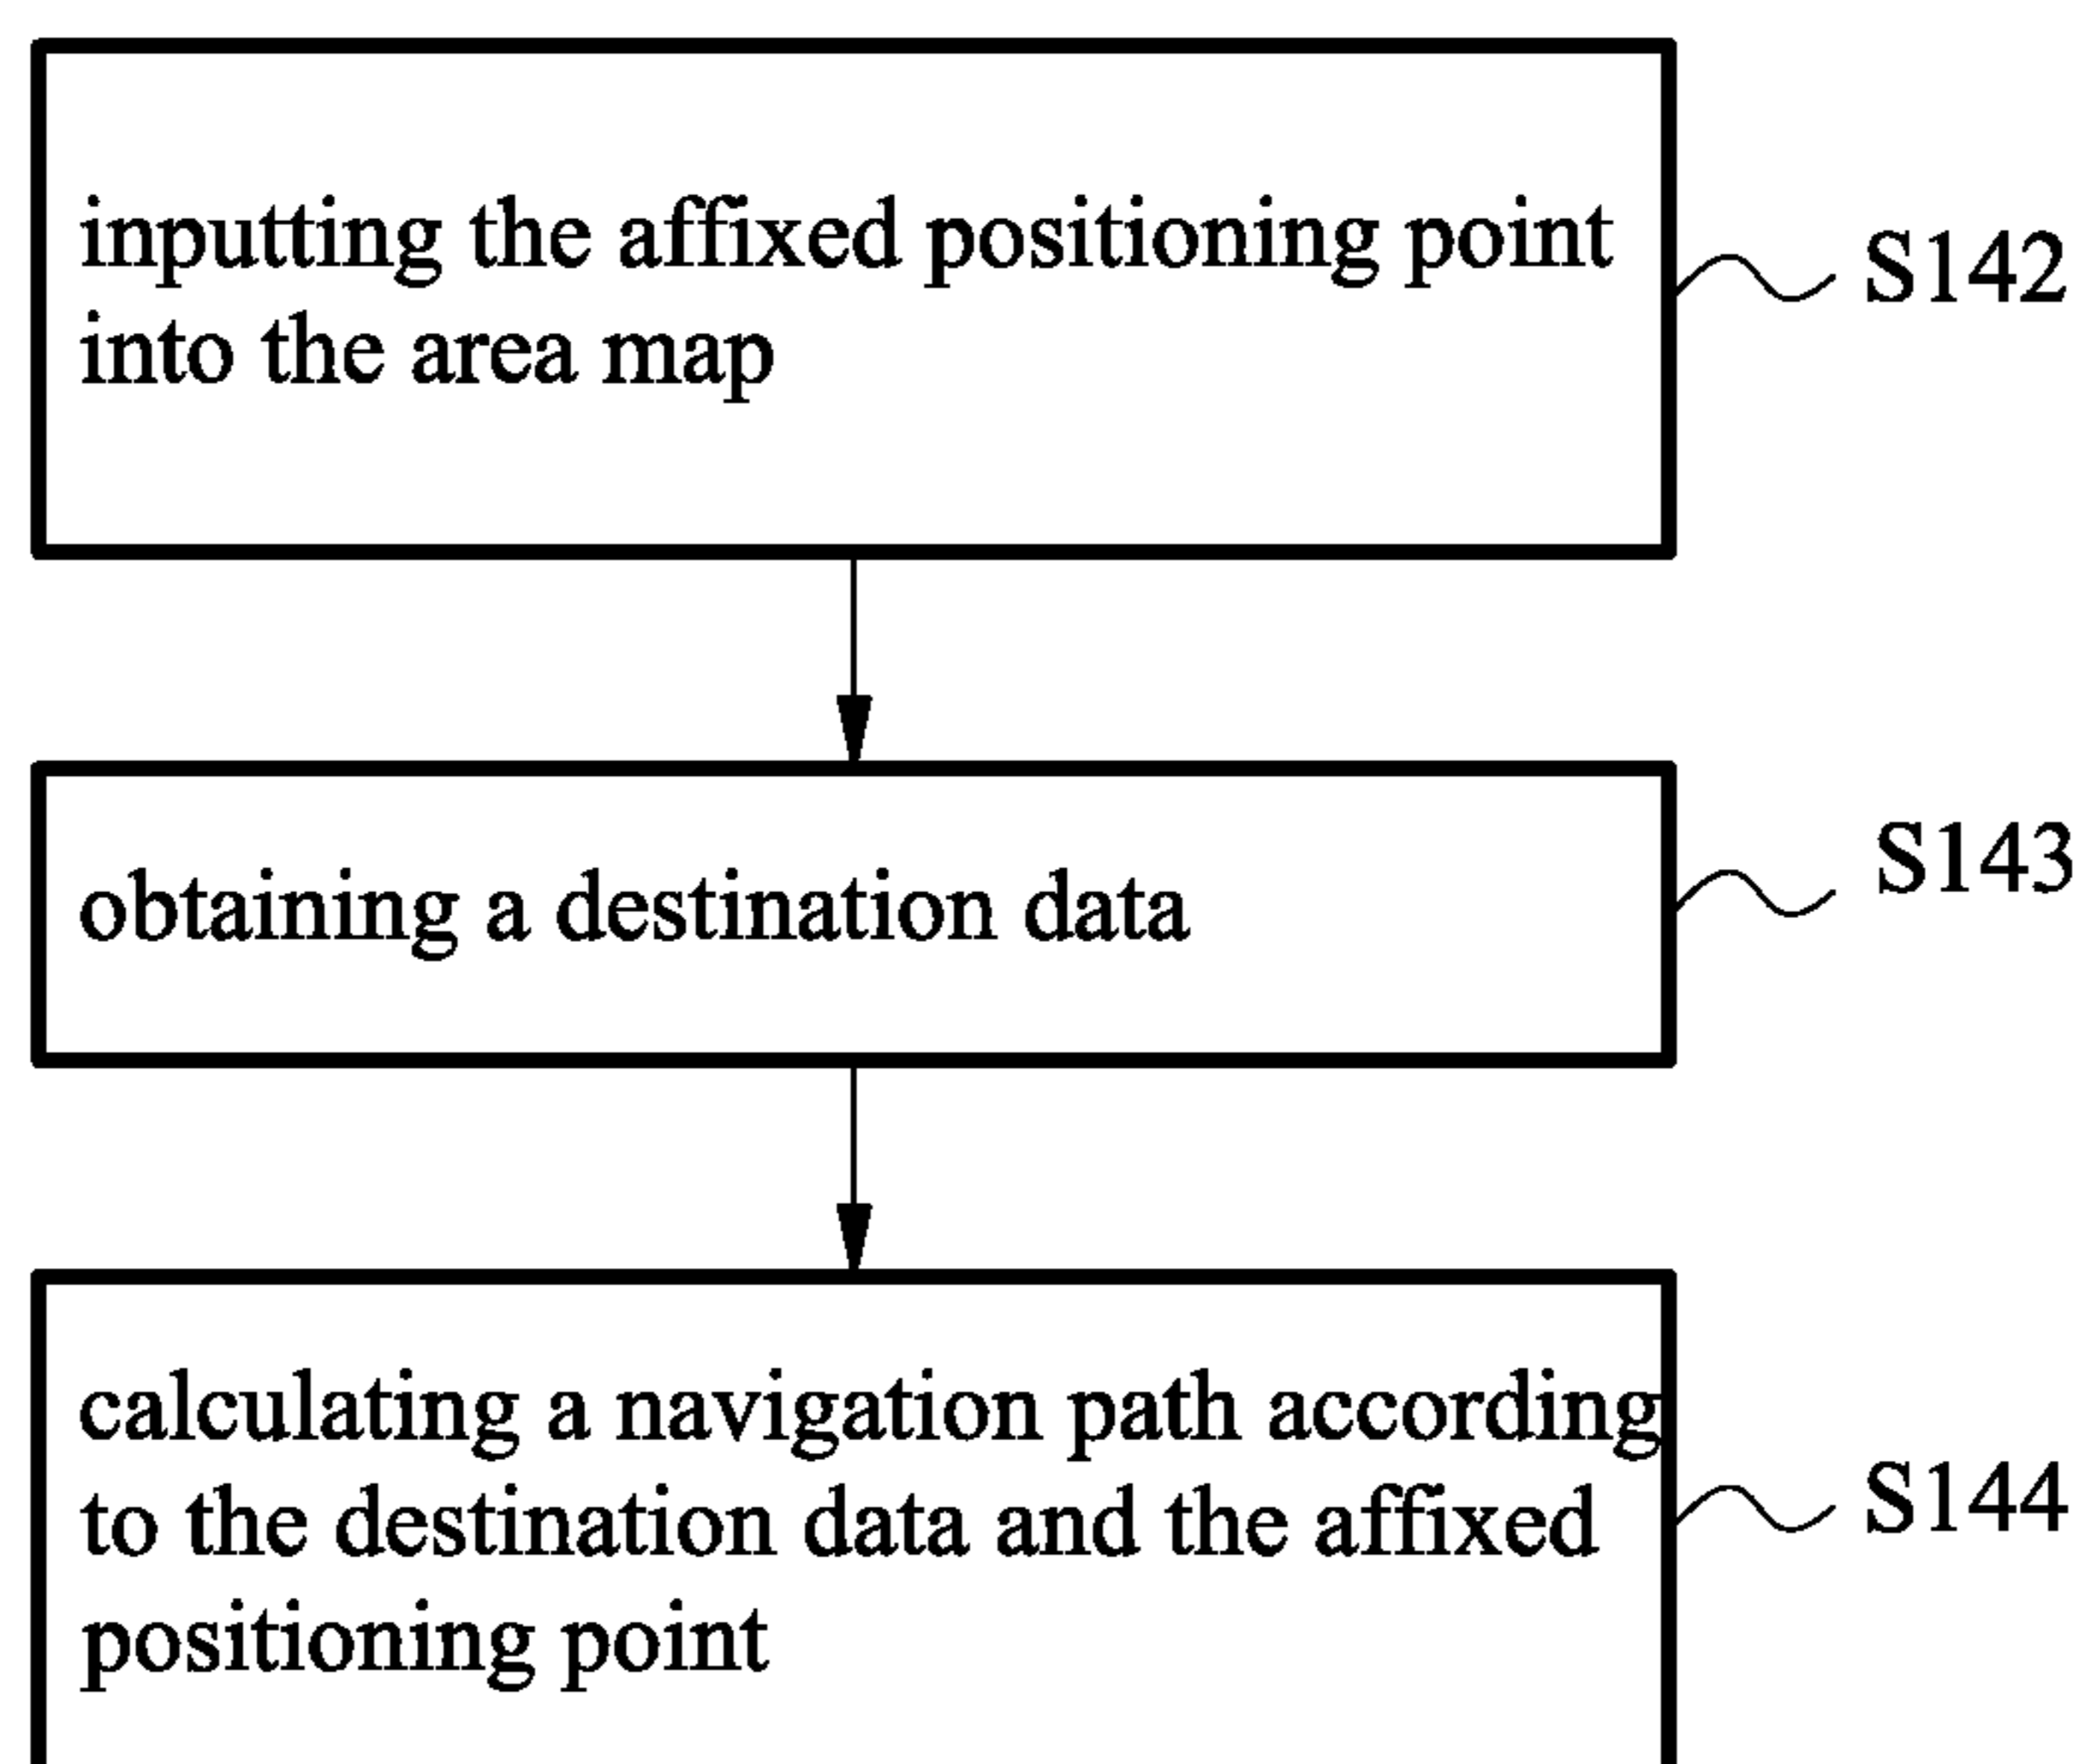 inputting the affixed positioning point
into the area map
S142
obtaining a destination data
S143
calculating a navigation path according
to the destination data and the affixed
positioning point
S144